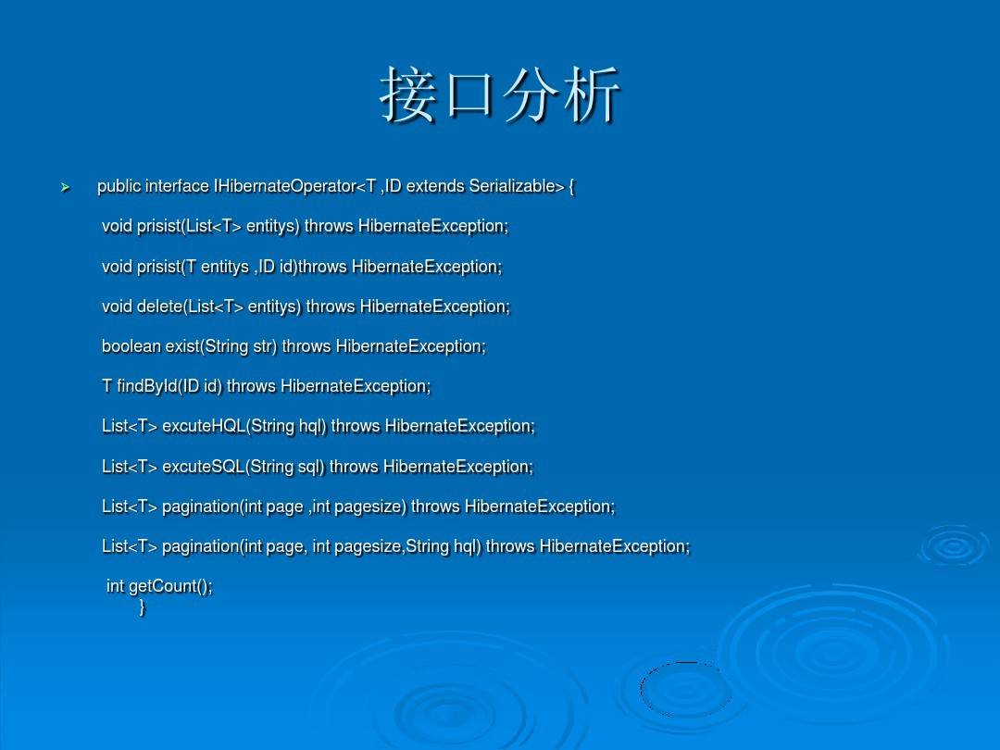 接口分析
public interface IHibernateOperator<T ,ID extends Serializable> {
void prisist(List<T> entitys) throws HibernateException;
void prisist(T entitys ,ID id)throws HibernateException;
void delete(List<T> entitys) throws HibernateException;
boolean exist(String str) throws HibernateException;
T findById(ID id) throws HibernateException;
List<T> excuteHQL(String hql) throws HibernateException;
List<T> excuteSQL(String sql) throws HibernateException;
List<T> pagination(int page ,int pagesize) throws HibernateException;
List<T> pagination(int page, int pagesize,String hql) throws HibernateException;
int getCount();
}